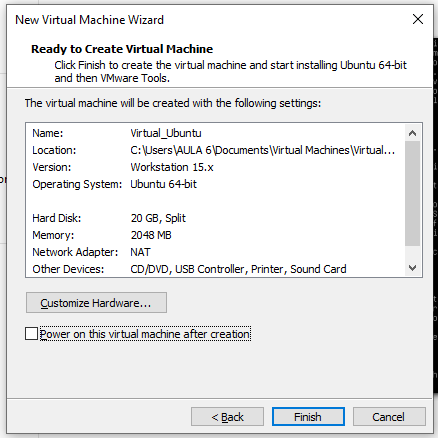 New Virtual Machine Wizard
Ready to Create Virtual Machine
Click Finish to create the virtual machine and start installing Ubuntu 64-bit
and then VMware Tools.
The virtual machine will be created with the following settings:
Name: Virtual_Ubuntu
Location: C:\Users\AULA 6\Documents\Virtual Machines\Virtual...
Version: Workstation 15.x
Operating System: Ubuntu 64-bit
Hard Disk: 20 GB, Split
Memory: 2048 MB
Network Adapter: NAT
Other Devices: CD/DVD, USB Controller, Printer, Sound Card
Customize Hardware...
Power on this virtual machine after creation
< Back Finish Cancel